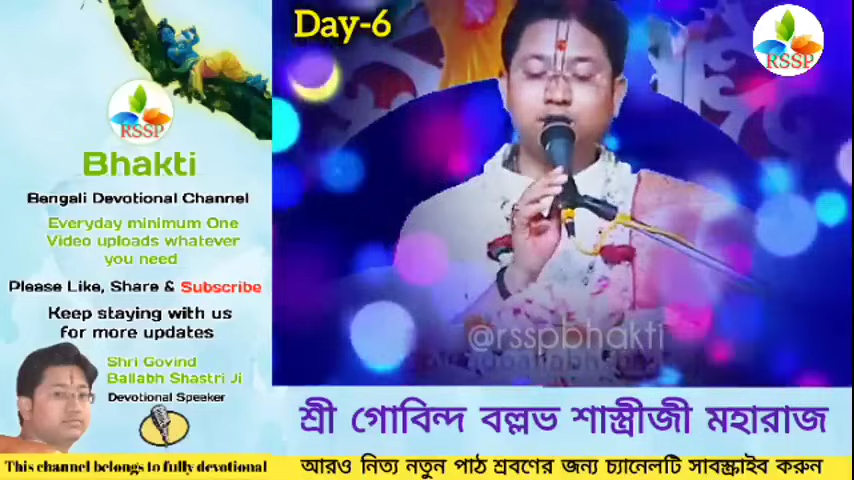 Day-6
RSSP
RSSP
Bhakti
Bengali Devotional Channel
Everyday minimum One
Video uploads whatever
you need
Please Like, Share & Subscribe
Keep staying with us
for more updates
Shri Govind
Ballabh Shastri Ji
Devotional Speaker
This channel belongs to fully devotional
@rsspbhakti
শ্রী গোবিন্দ বল্লভ শাস্ত্রীজী মহারাজ
আরও নিত্য নতুন পাঠ শ্রবণের জন্য চ্যানেলটি সাবস্ক্রাইব করুন